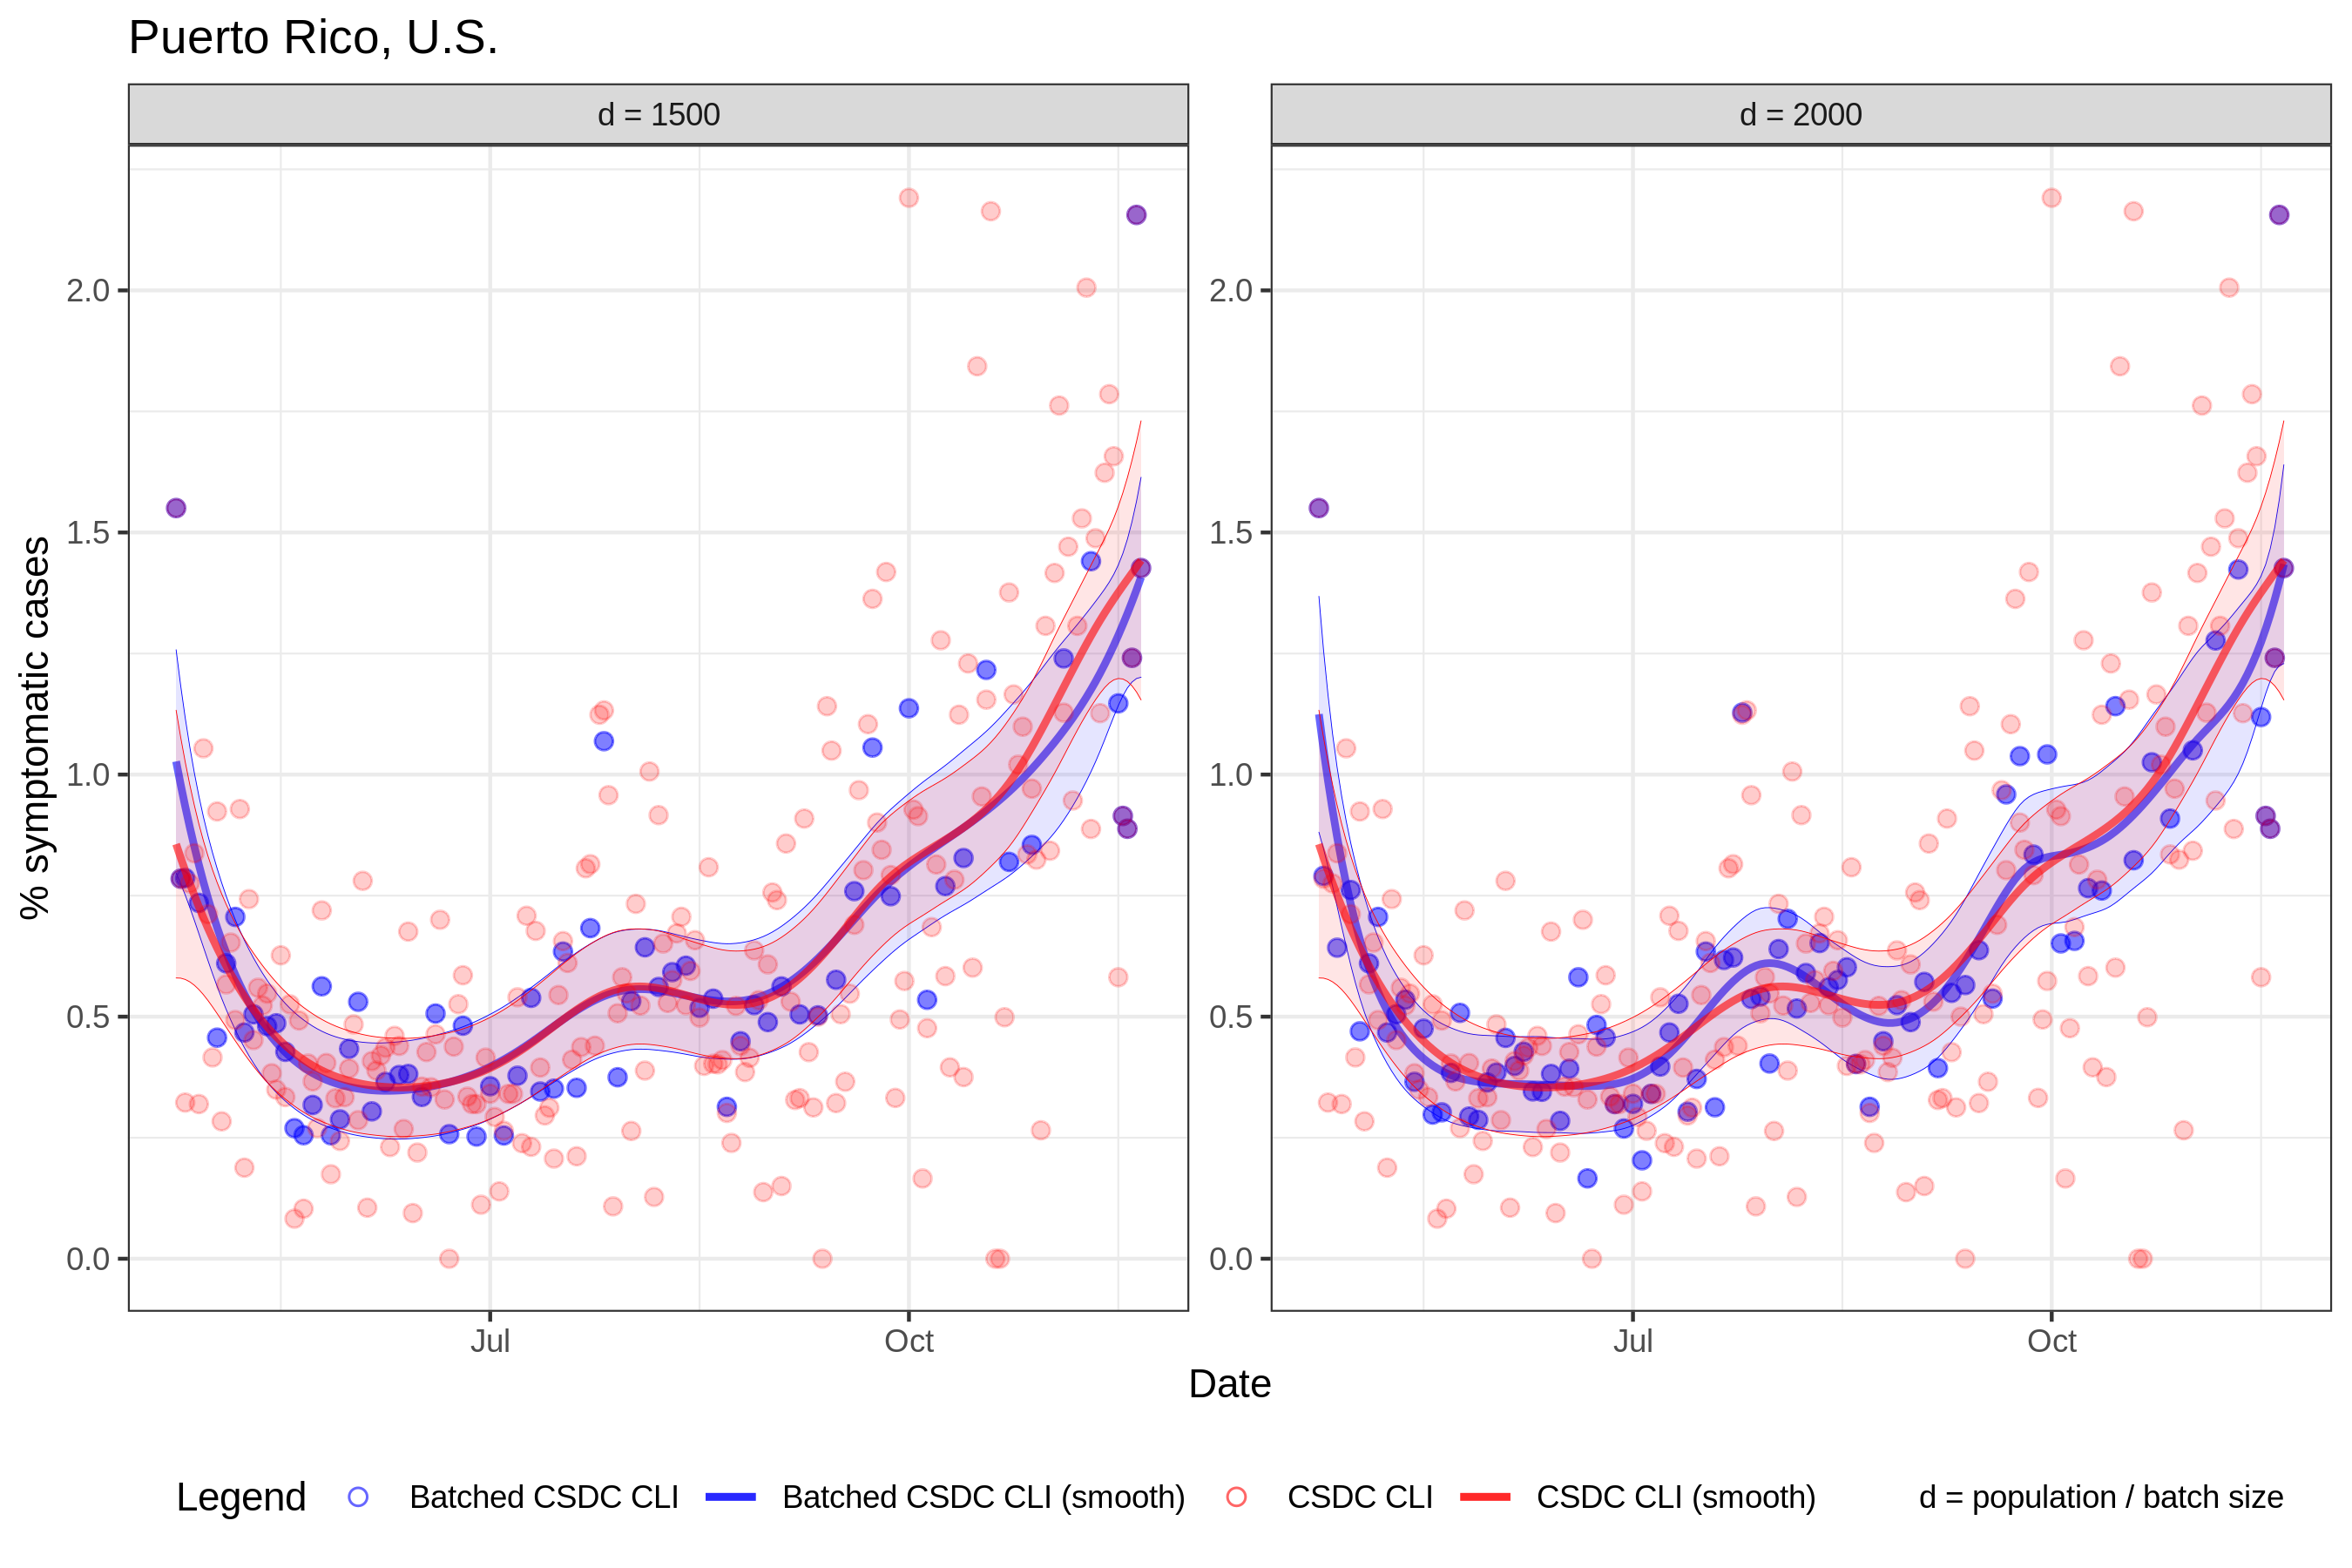 Puerto Rico, U.S.
d = 1500
d = 2000
% symptomatic cases
2.0
1.5
1.0
0.5
0.0
2.0
1.5
1.0
0.5
0.0
Jul
Oct
Jul
Oct
Date
Legend
Batched CSDC CLI
Batched CSDC CLI (smooth)
CSDC CLI
CSDC CLI (smooth)
d = population / batch size